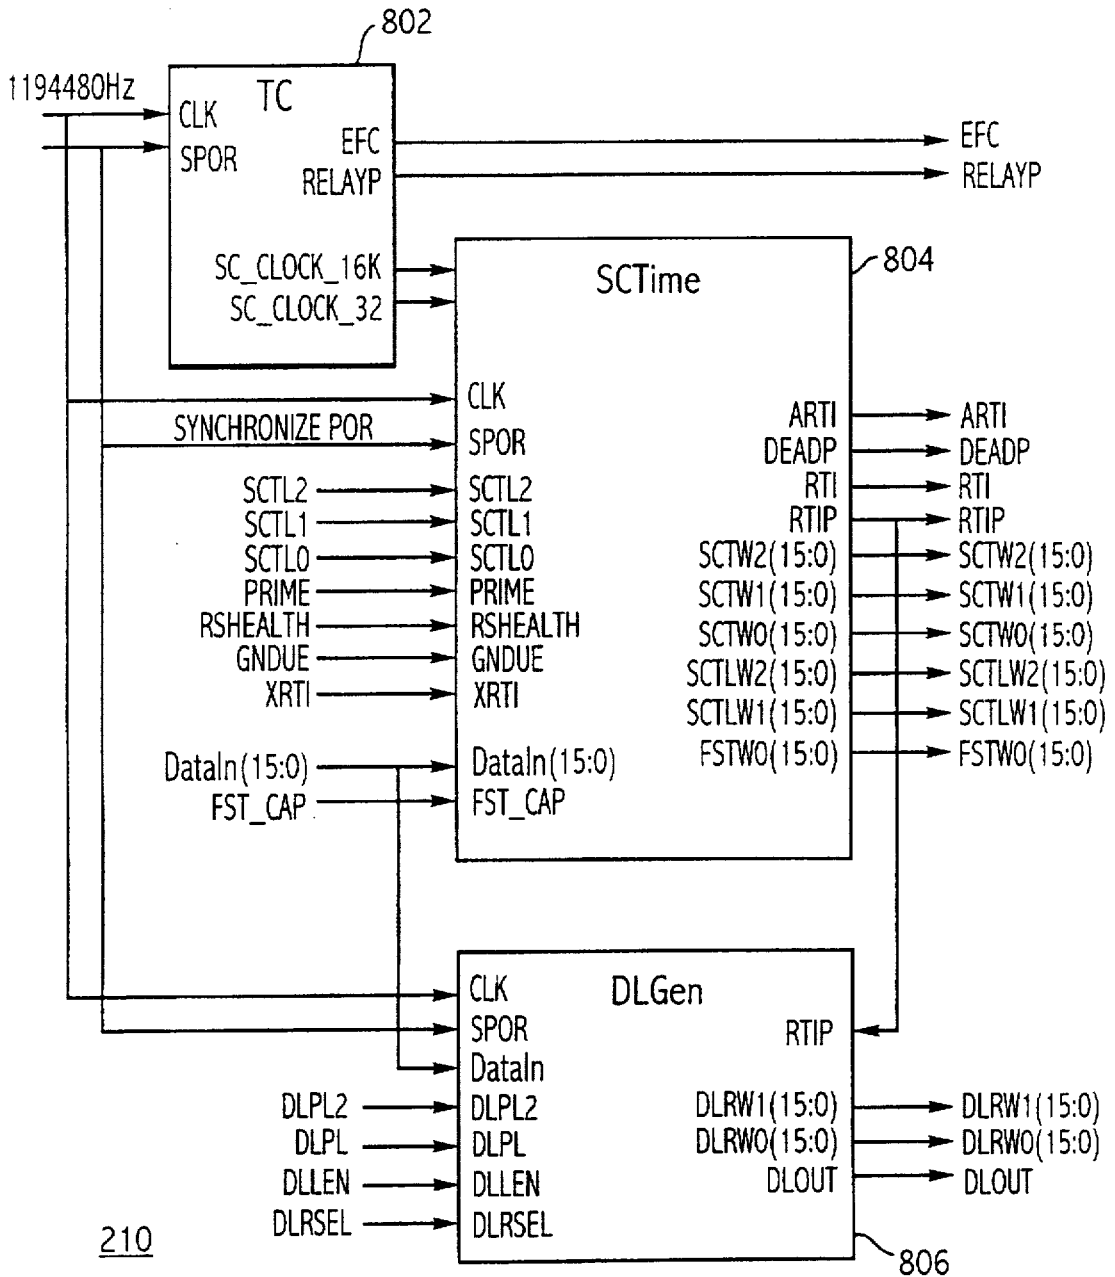 802
1194480Hz
TC
CLK
SPOR
EFC
RELAYP
EFC
RELAYP
SC_CLOCK_16K
SC_CLOCK_32
SCTime
804
CLK
SYNCHRONIZE POR
SPOR
SCTL2
SCTL2
SCTL1
SCTL1
SCTL0
SCTL0
PRIME
PRIME
RSHEALTH
RSHEALTH
GNDUE
GNDUE
XRTI
XRTI
DataIn(15:0)
DataIn(15:0)
FST_CAP
FST_CAP
ARTI
ARTI
DEADP
DEADP
RTI
RTI
RTIP
RTIP
SCTW2(15:0)
SCTW2(15:0)
SCTW1(15:0)
SCTW1(15:0)
SCTW0(15:0)
SCTW0(15:0)
SCTLW2(15:0)
SCTLW2(15:0)
SCTLW1(15:0)
SCTLW1(15:0)
FSTW0(15:0)
FSTW0(15:0)
DLGen
CLK
SPOR
DataIn
RTIP
DLPL2
DLPL2
DLPL
DLPL
DLLEN
DLLEN
DLRSEL
DLRSEL
DLRW1(15:0)
DLRW1(15:0)
DLRW0(15:0)
DLRW0(15:0)
DLOUT
DLOUT
210
806